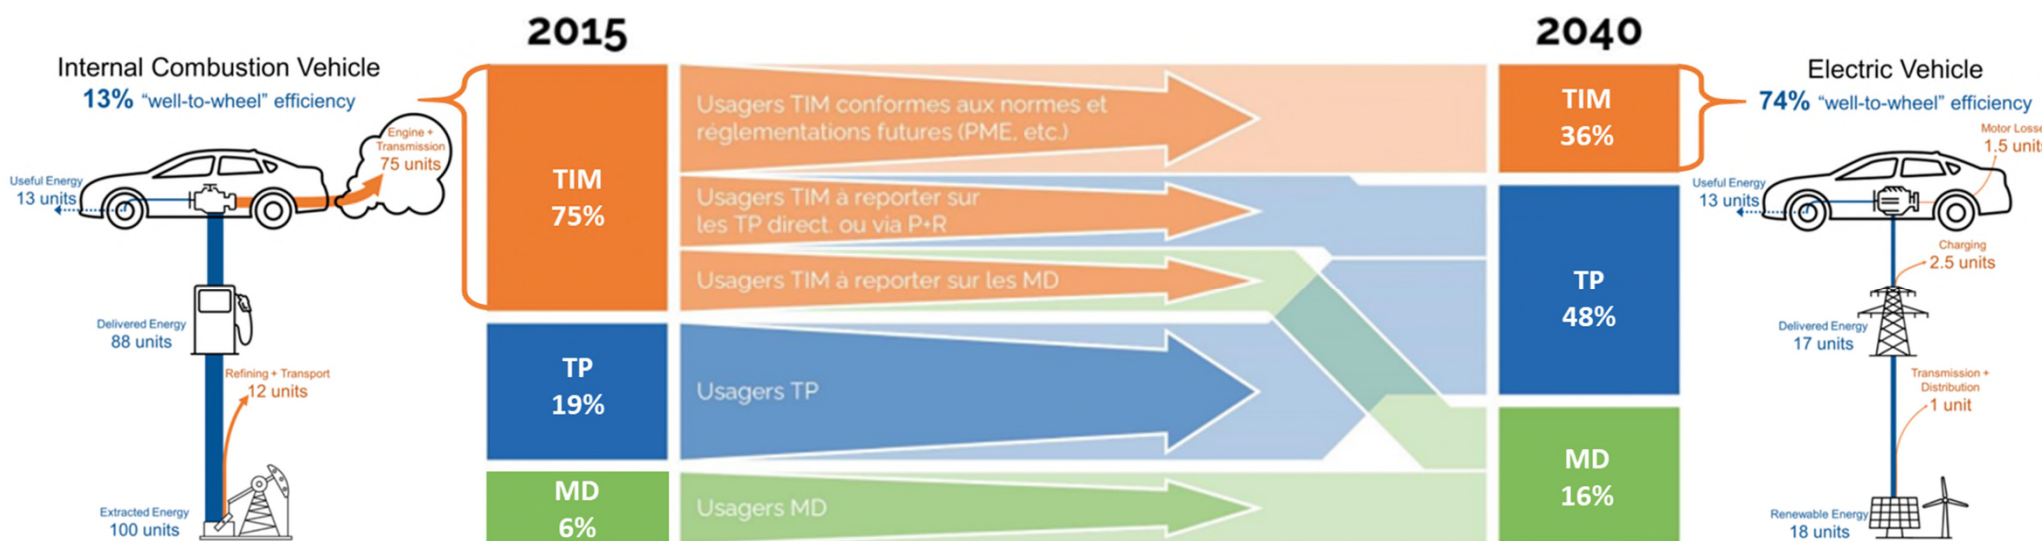 2015
2040
Internal Combustion Vehicle
13% “well-to-wheel” efficiency
Engine +
Transmission
75 units
Useful Energy
13 units
Delivered Energy
88 units
Refining + Transport
12 units
Extracted Energy
100 units
TIM
75%
TP
19%
MD
6%
Usagers TIM conformes aux normes et
réglementations futures (PME, etc.)
Usagers TIM à reporter sur
les TP direct. ou via P+R
Usagers TIM à reporter sur les MD
Usagers TP
Usagers MD
TIM
36%
TP
48%
MD
16%
Electric Vehicle
74% “well-to-wheel” efficiency
Motor Losse
1.5 unit
Useful Energy
13 units
Charging
2.5 units
Delivered Energy
17 units
Transmission +
Distribution
1 unit
Renewable Energy
18 units